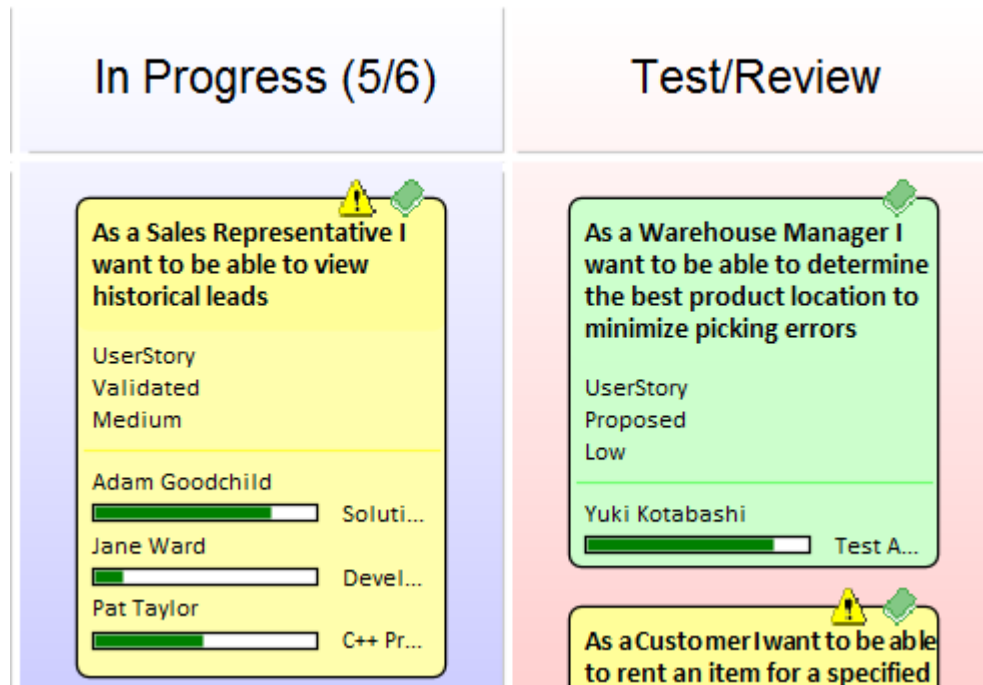 In Progress (5/6)
Test/Review
As a Sales Representative I
want to be able to view
historical leads
UserStory
Validated
Medium
Adam Goodchild
Soluti...
Jane Ward
Devel...
Pat Taylor
C++ Pr...
As a Warehouse Manager I
want to be able to determine
the best product location to
minimize picking errors
UserStory
Proposed
Low
Yuki Kotabashi
Test A...
As a Customer I want to be able
to rent an item for a specified